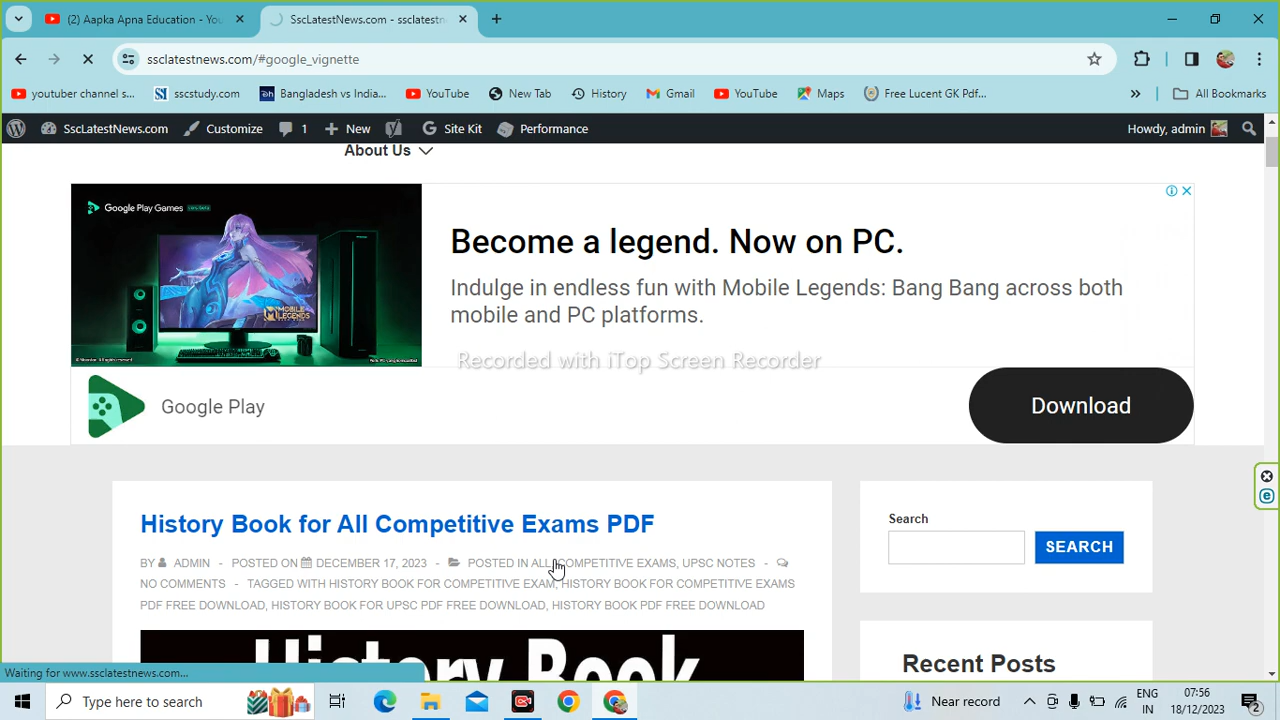 (2) Aapka Apna Education - You
SscLatestNews.com - ssclatestn
ssclatestnews.com/#google_vignette
youtuber channel s...
sscstudy.com
Bangladesh vs India...
YouTube
New Tab
History
Gmail
YouTube
Maps
Free Lucent GK Pdf...
»
All Bookmarks
SscLatestNews.com
Customize
1
New
Site Kit
Performance
Howdy, admin
About Us
Google Play Games
Become a legend. Now on PC.
Indulge in endless fun with Mobile Legends: Bang Bang across both
mobile and PC platforms.
Recorded with iTop Screen Recorder
Google Play
Download
History Book for All Competitive Exams PDF
BY ADMIN - POSTED ON DECEMBER 17, 2023 - POSTED IN ALL COMPETITIVE EXAMS, UPSC NOTES -
NO COMMENTS - TAGGED WITH HISTORY BOOK FOR COMPETITIVE EXAM, HISTORY BOOK FOR COMPETITIVE EXAMS
PDF FREE DOWNLOAD, HISTORY BOOK FOR UPSC PDF FREE DOWNLOAD, HISTORY BOOK PDF FREE DOWNLOAD
History Book
Search
SEARCH
Recent Posts
Waiting for www.ssclatestnews.com...
Type here to search
Near record
ENG
IN
07:56
18/12/2023
2